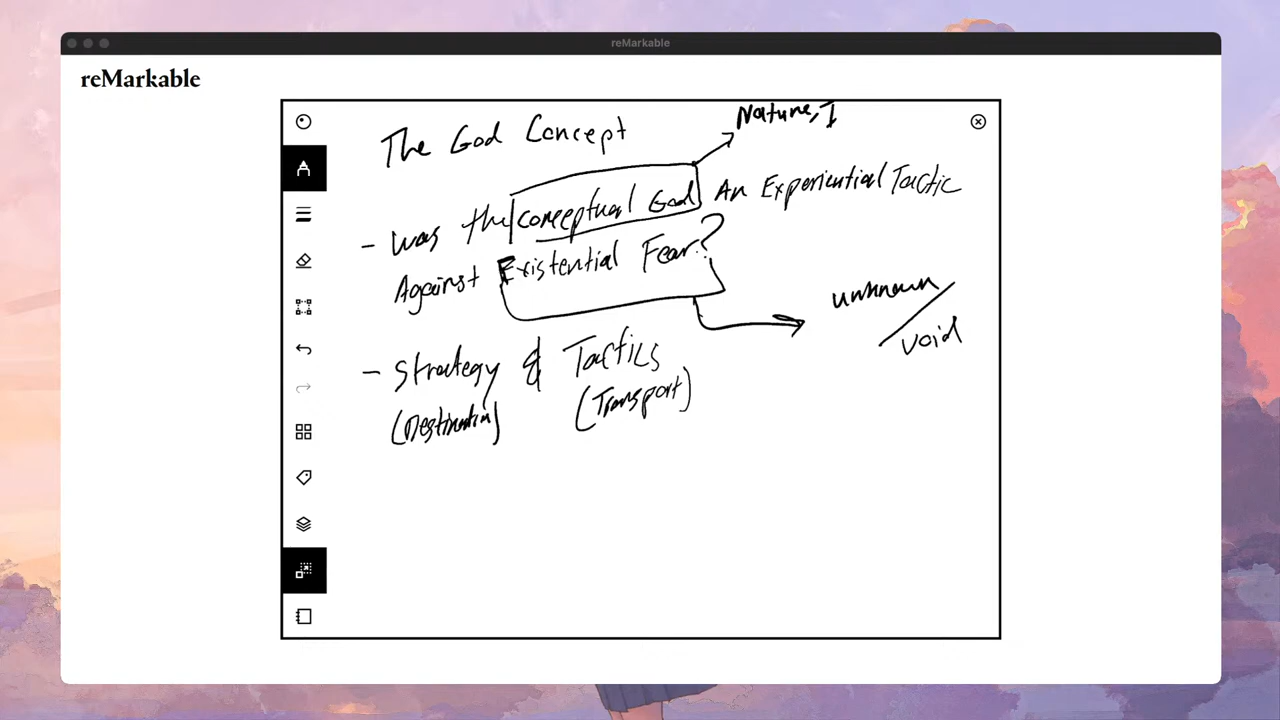 reMarkable
reMarkable
The God Concept
Nature, I
- Was the conceptual God An Experiential Tactic
Against Existential Fear?
unknown
void
- Strategy & Tactics
(Destination) (Transport)